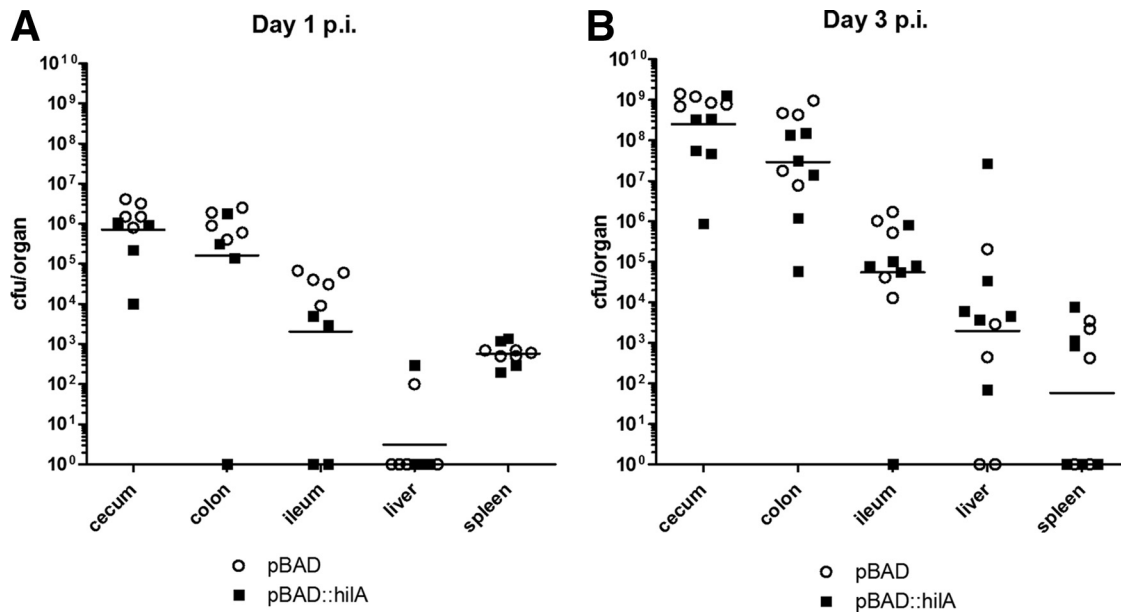 A
Day 1 p.i.
cfu/organ
10^10
10^9
10^8
10^7
10^6
10^5
10^4
10^3
10^2
10^1
10^0
cecum
colon
ileum
liver
spleen
pBAD
pBAD::hilA
B
Day 3 p.i.
cfu/organ
10^10
10^9
10^8
10^7
10^6
10^5
10^4
10^3
10^2
10^1
10^0
cecum
colon
ileum
liver
spleen
pBAD
pBAD::hilA